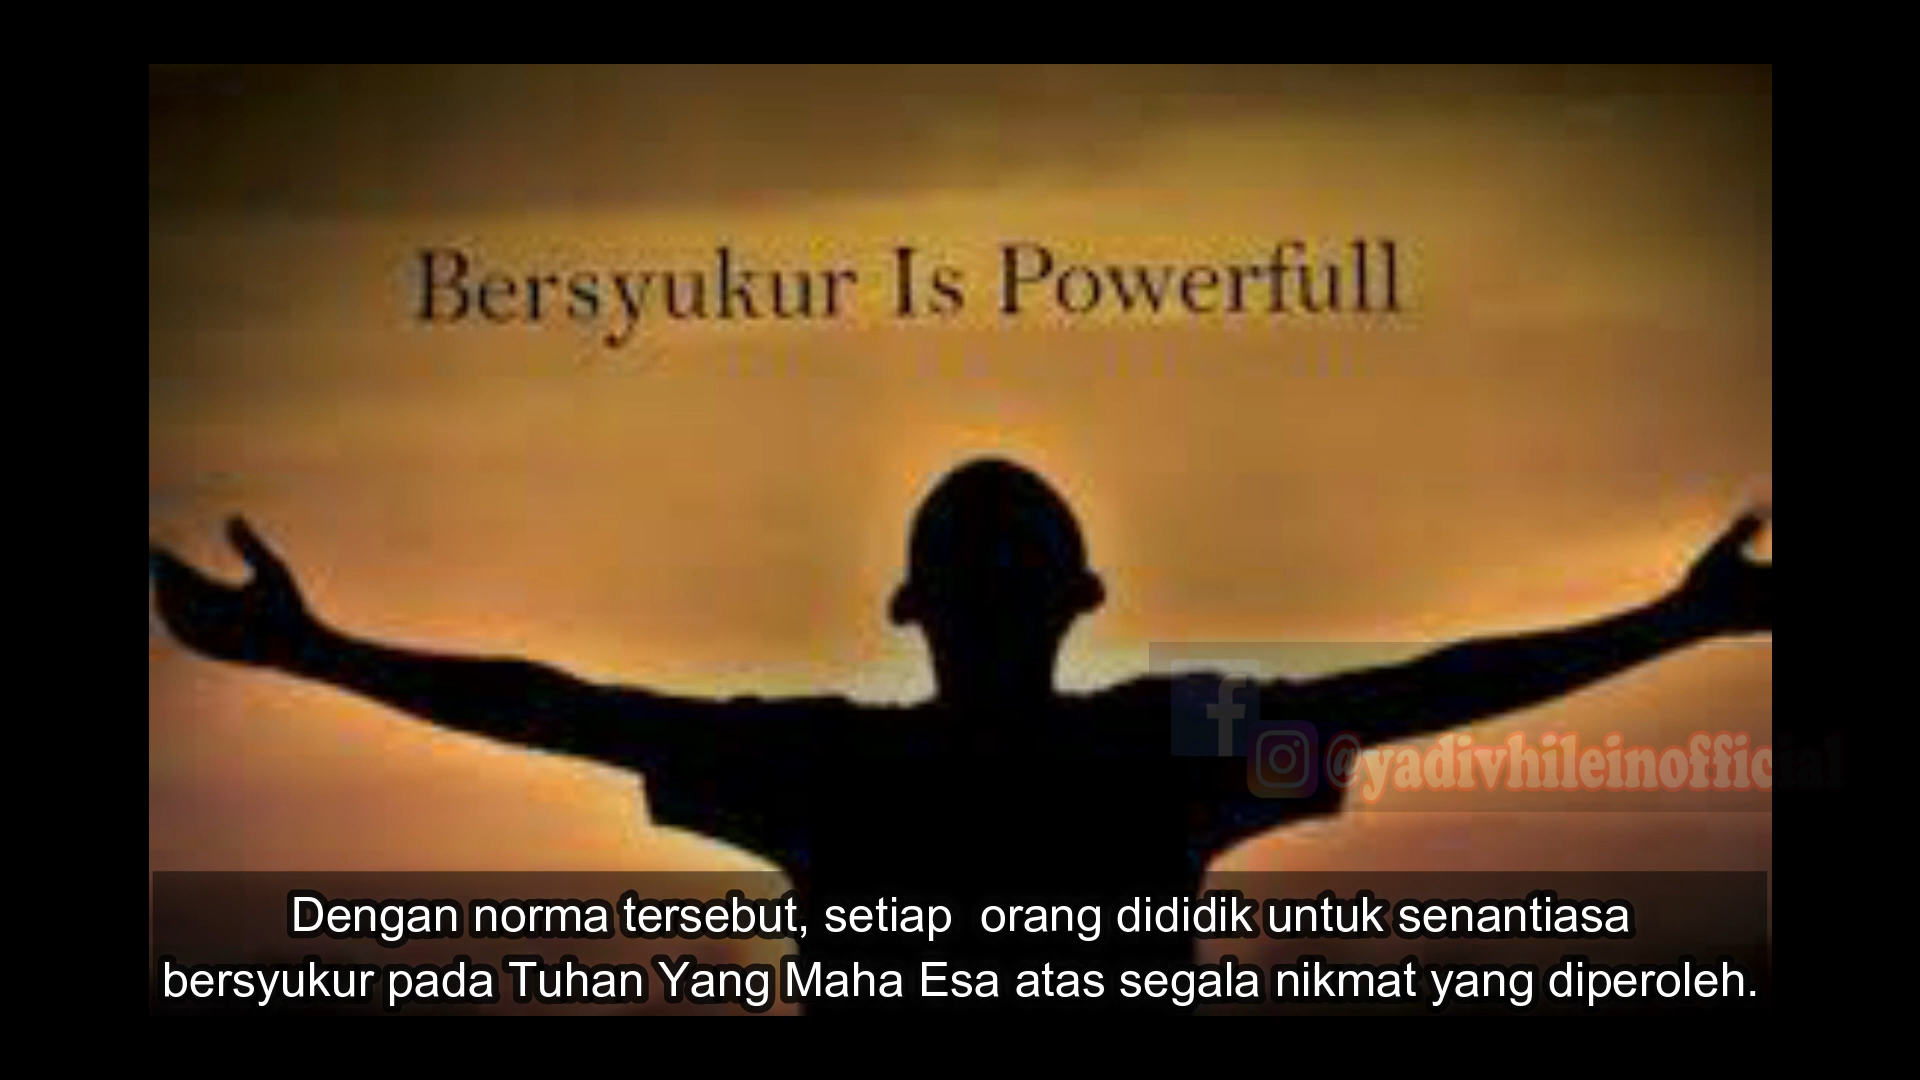 Bersyukur Is Powerfull
@yadivhileinofficial
Dengan norma tersebut, setiap orang dididik untuk senantiasa
bersyukur pada Tuhan Yang Maha Esa atas segala nikmat yang diperoleh.